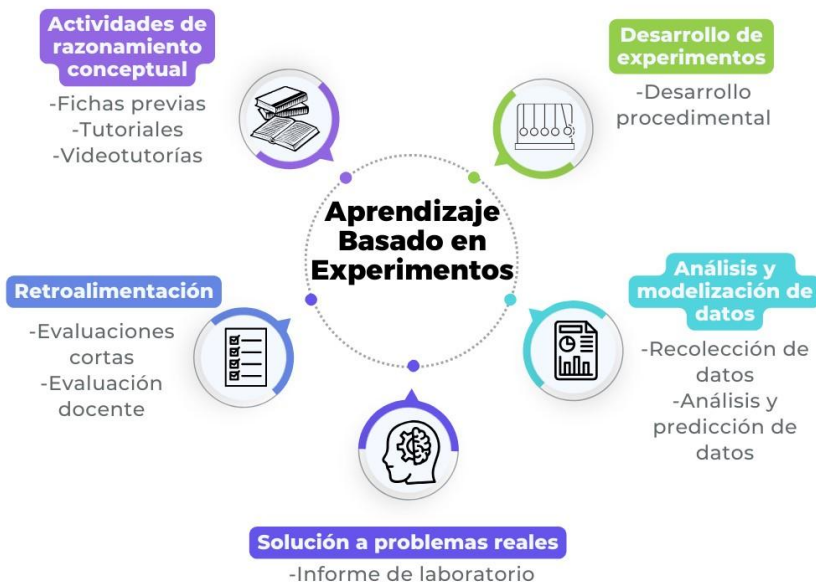 Actividades de
razonamiento
conceptual
-Fichas previas
-Tutoriales
-Videotutorías
Desarrollo de
experimentos
-Desarrollo
procedimental
Aprendizaje
Basado en
Experimentos
Retroalimentación
-Evaluaciones
cortas
-Evaluación
docente
Análisis y
modelización de
datos
-Recolección de
datos
-Análisis y
predicción de
datos
Solución a problemas reales
-Informe de laboratorio